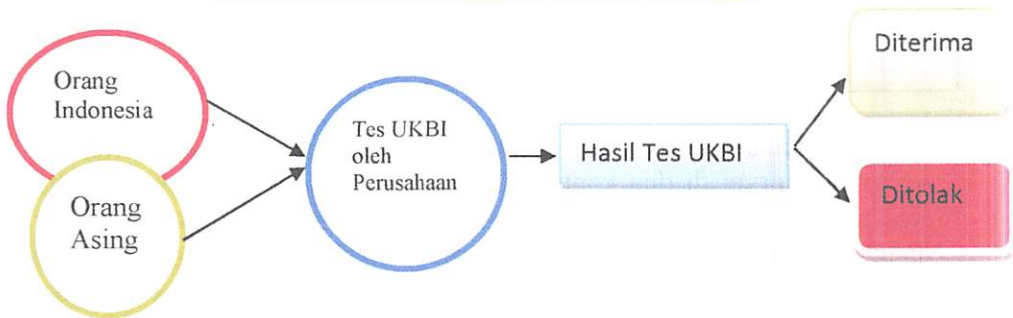 Orang
Indonesia
Orang
Asing
Tes UKBI
oleh
Perusahaan
Hasil Tes UKBI
Diterima
Ditolak